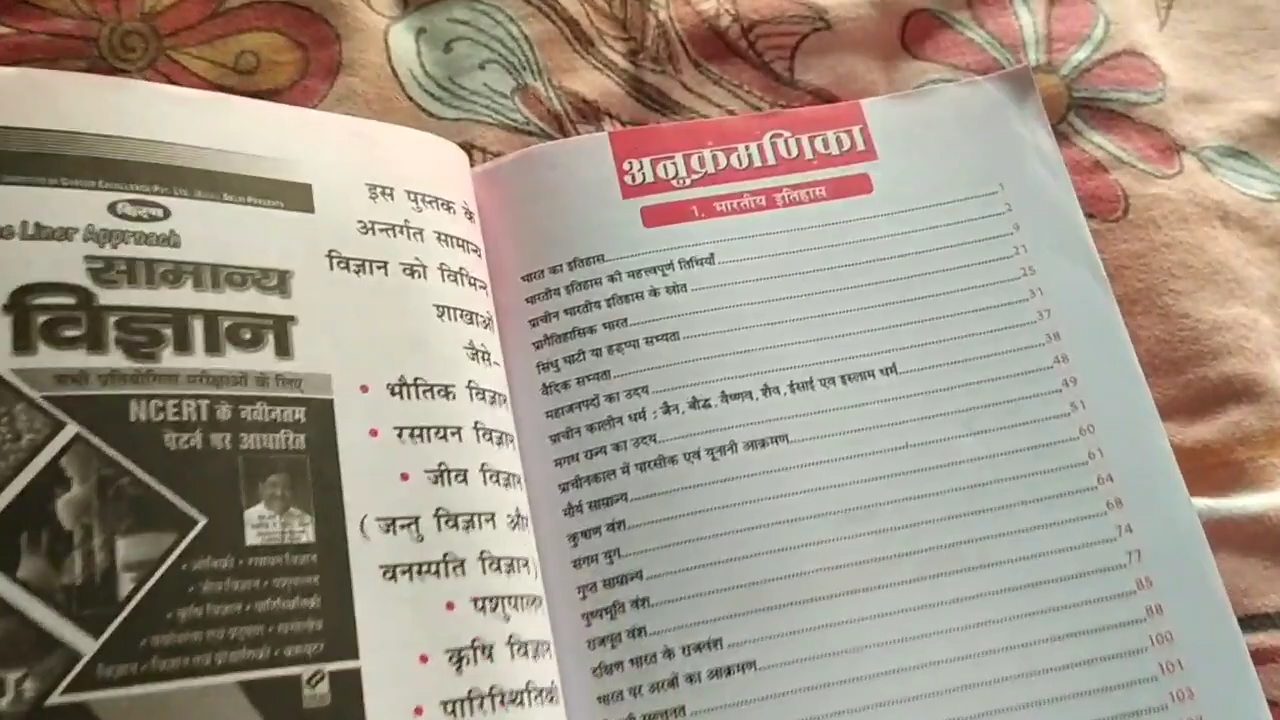 Liner Approach
सामान्य
विज्ञान
सभी प्रतियोगिता परीक्षाओं के लिए
NCERT के नवीनतम
पैटर्न पर आधारित
इस पुस्तक के
अन्तर्गत सामान्य
विज्ञान को विभिन्न
शाखाओं
जैसे-
• भौतिक विज्ञान
• रसायन विज्ञान
• जीव विज्ञान
( जन्तु विज्ञान और
वनस्पति विज्ञान)
• पशुपालन
• कृषि विज्ञान
• पारिस्थितिकी
अनुक्रमणिका
1. भारतीय इतिहास
भारत का इतिहास 1
भारतीय इतिहास की महत्त्वपूर्ण तिथियाँ 2
प्राचीन भारतीय इतिहास के स्रोत 9
प्रागैतिहासिक भारत 21
सिंधु घाटी या हड़प्पा सभ्यता 25
वैदिक सभ्यता 31
महाजनपदों का उदय 37
प्राचीन कालीन धर्म : जैन, बौद्ध, वैष्णव, शैव, ईसाई एवं इस्लाम धर्म 38
मगध राज्य का उदय 48
प्राचीनकाल में पारसीक एवं यूनानी आक्रमण 49
मौर्य साम्राज्य 51
कुषाण वंश 60
संगम युग 61
गुप्त साम्राज्य 64
पुष्यभूति वंश 68
राजपूत वंश 74
दक्षिण भारत के राजवंश 77
भारत पर अरबों का आक्रमण 85
88
100
101
103